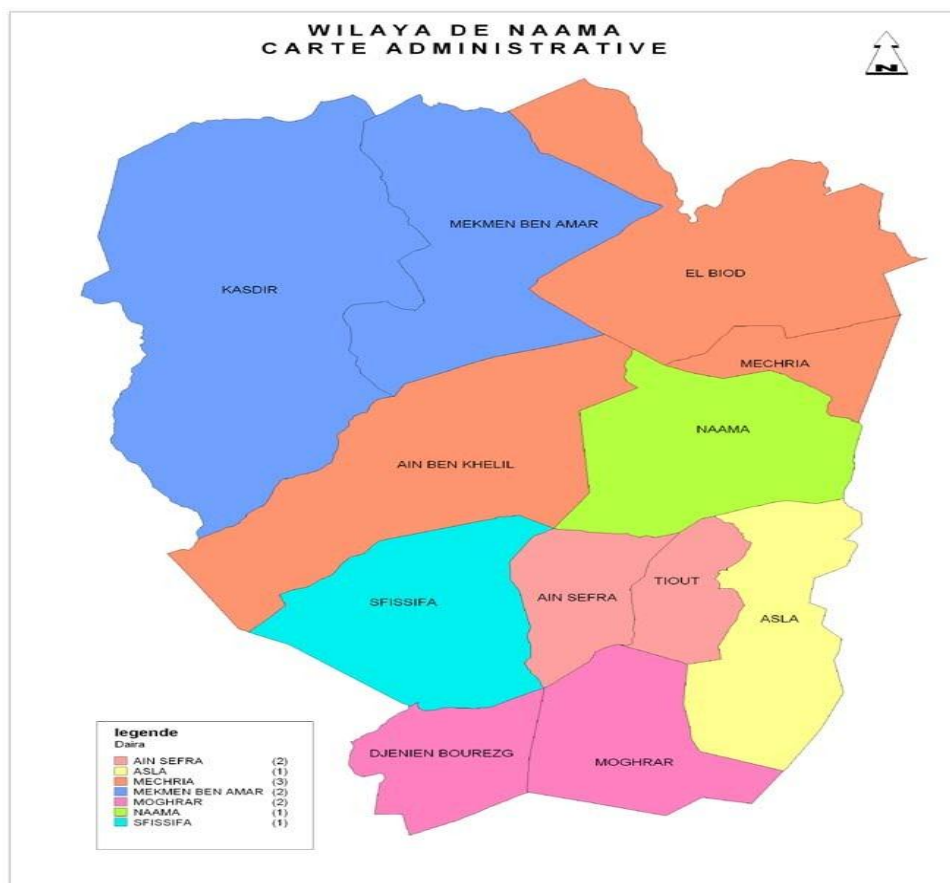 WILAYA DE NAAMA
CARTE ADMINISTRATIVE
N
MEKMEN BEN AMAR
EL BIOD
KASDIR
MECHRIA
NAAMA
AIN BEN KHELIL
TIOUT
AIN SEFRA
SFISSIFA
ASLA
DJENIEN BOUREZG
MOGHRAR
legende
Daira
AIN SEFRA (2)
ASLA (1)
MECHRIA (3)
MEKMEN BEN AMAR (2)
MOGHRAR (2)
NAAMA (1)
SFISSIFA (1)